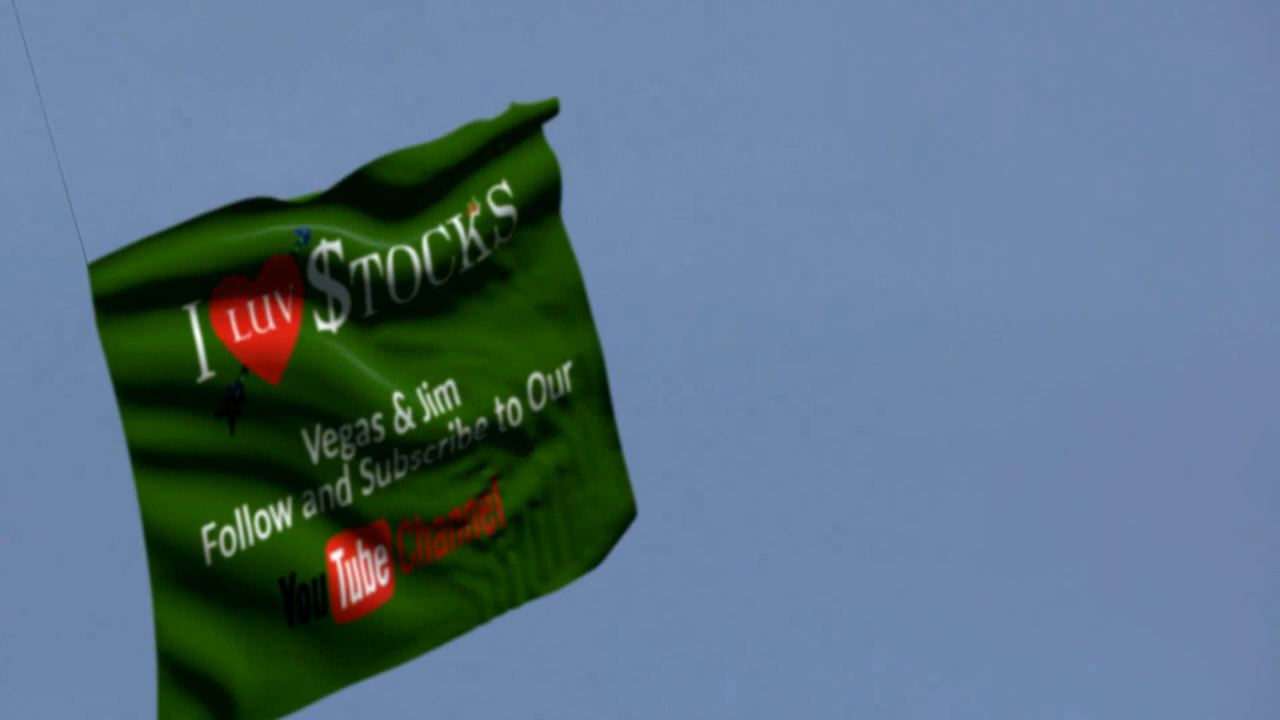 I LUV $TOCKS
Vegas & Jim
Follow and Subscribe to Our
YouTube Channel